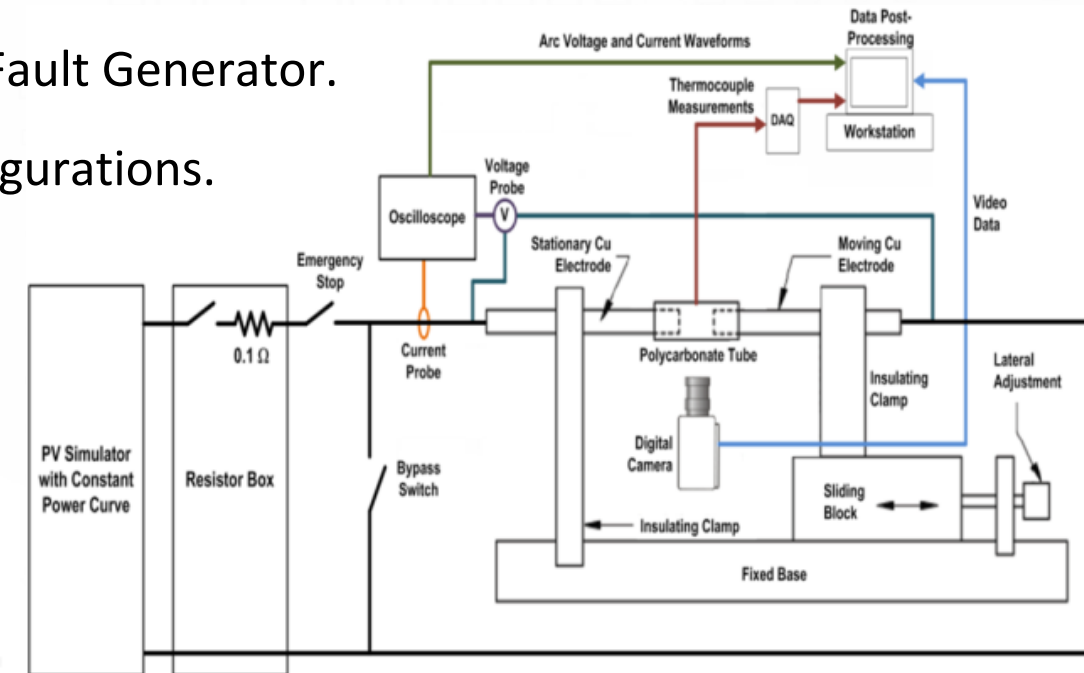 Fault Generator.
gurations.
Data Post-
Processing
Arc Voltage and Current Waveforms
Thermocouple
Measurements
DAQ
Workstation
Voltage
Probe
Oscilloscope
V
Video
Data
Stationary Cu
Electrode
Moving Cu
Electrode
Emergency
Stop
0.1 Ω
Current
Probe
Polycarbonate Tube
Lateral
Adjustment
Insulating
Clamp
PV Simulator
with Constant
Power Curve
Resistor Box
Bypass
Switch
Digital
Camera
Sliding
Block
Insulating Clamp
Fixed Base